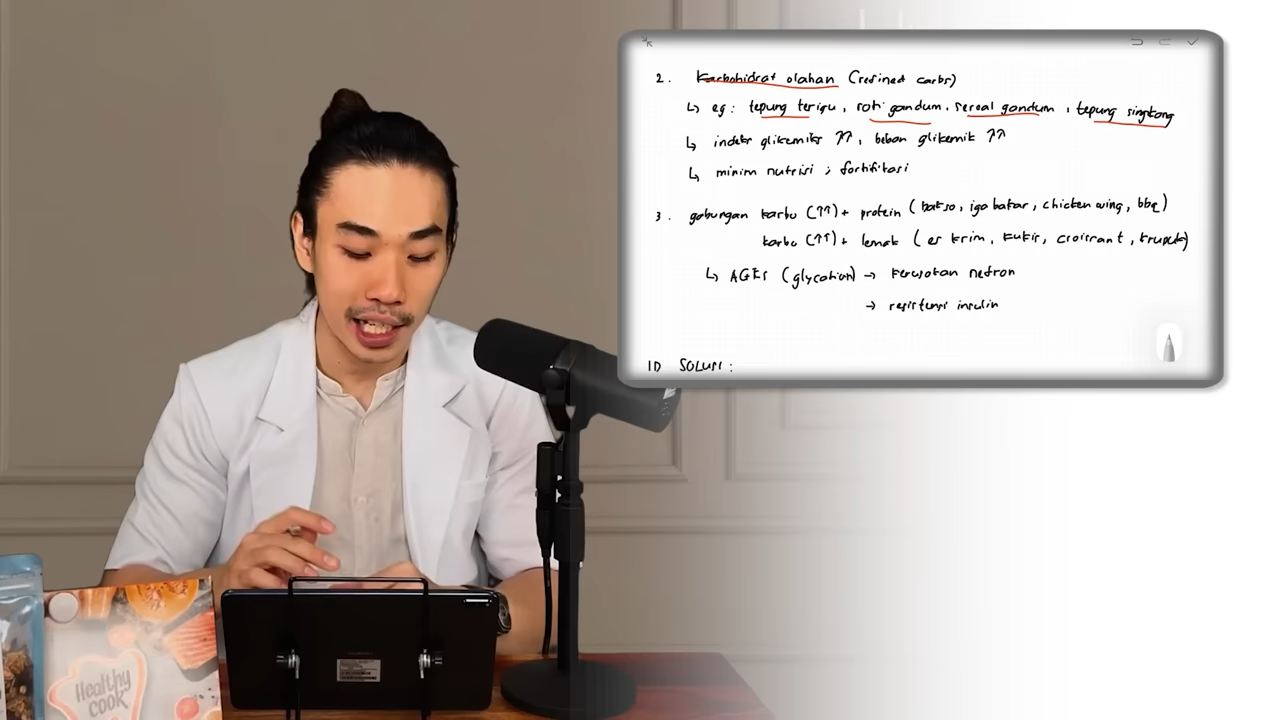 2. Karbohidrat olahan (refined carbs)
↳ eg: tepung terigu, roti gandum, sereal gandum, tepung singkong
↳ indeks glikemiks ↑↑, beban glikemik ↑↑
↳ minim nutrisi; fortifikasi
3. gabungan karbo (↑↑) + protein (bakso, iga bakar, chicken wing, bbq)
karbo (↑↑) + lemak (es krim, kukis, croissant, krupuk)
↳ AGEs (glycation) → kerusakan neuron
→ resistensi insulin
1D SOLUSI:
Healthy
cook